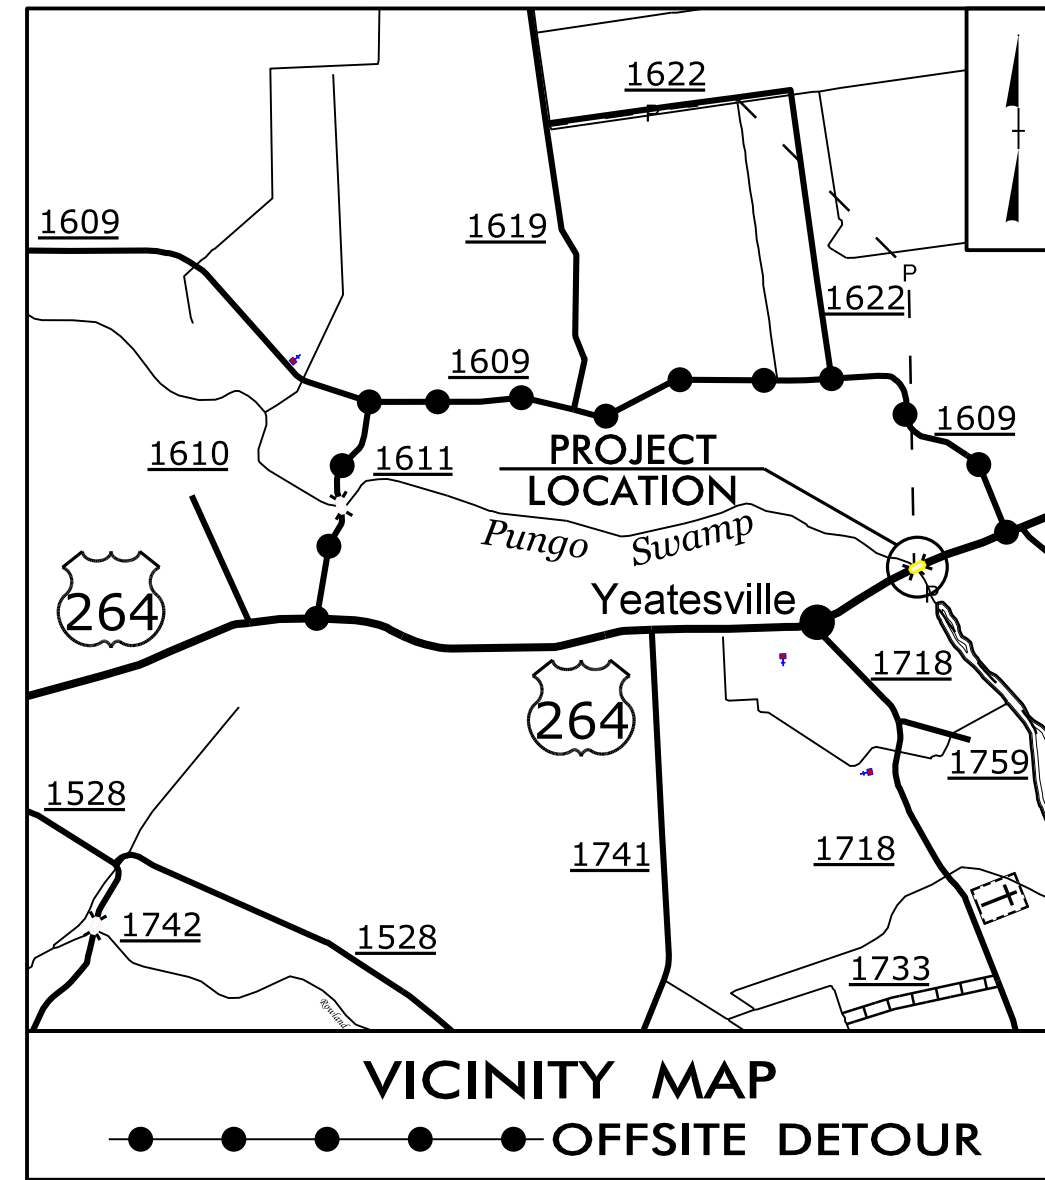 1622
1609
1619
P
P
1622
1609
1609
PROJECT
LOCATION
1610
1611
Pungo Swamp
264
Yeatesville
P
264
1718
1759
1528
1741
1718
1742
1528
1733
Rowland
VICINITY MAP
OFFSITE DETOUR